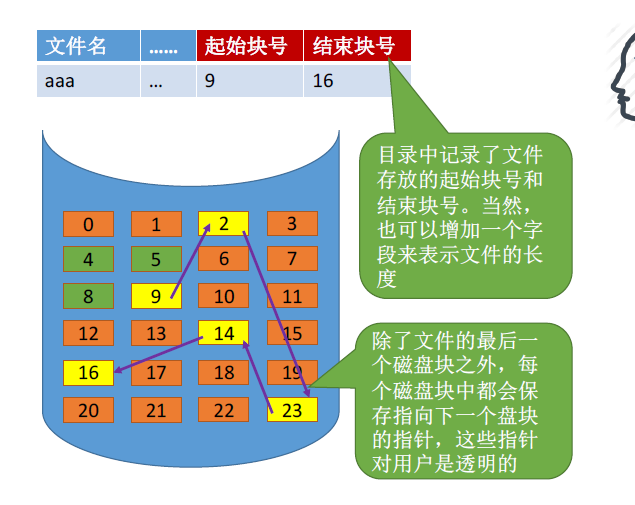 文件名 …… 起始块号 结束块号
aaa … 9 16
目录中记录了文件
存放的起始块号和
结束块号。当然，
也可以增加一个字
段来表示文件的长
度
0 1 2 3
4 5 6 7
8 9 10 11
12 13 14 15
16 17 18 19
20 21 22 23
除了文件的最后一
个磁盘块之外，每
个磁盘块中都会保
存指向下一个盘块
的指针，这些指针
对用户是透明的